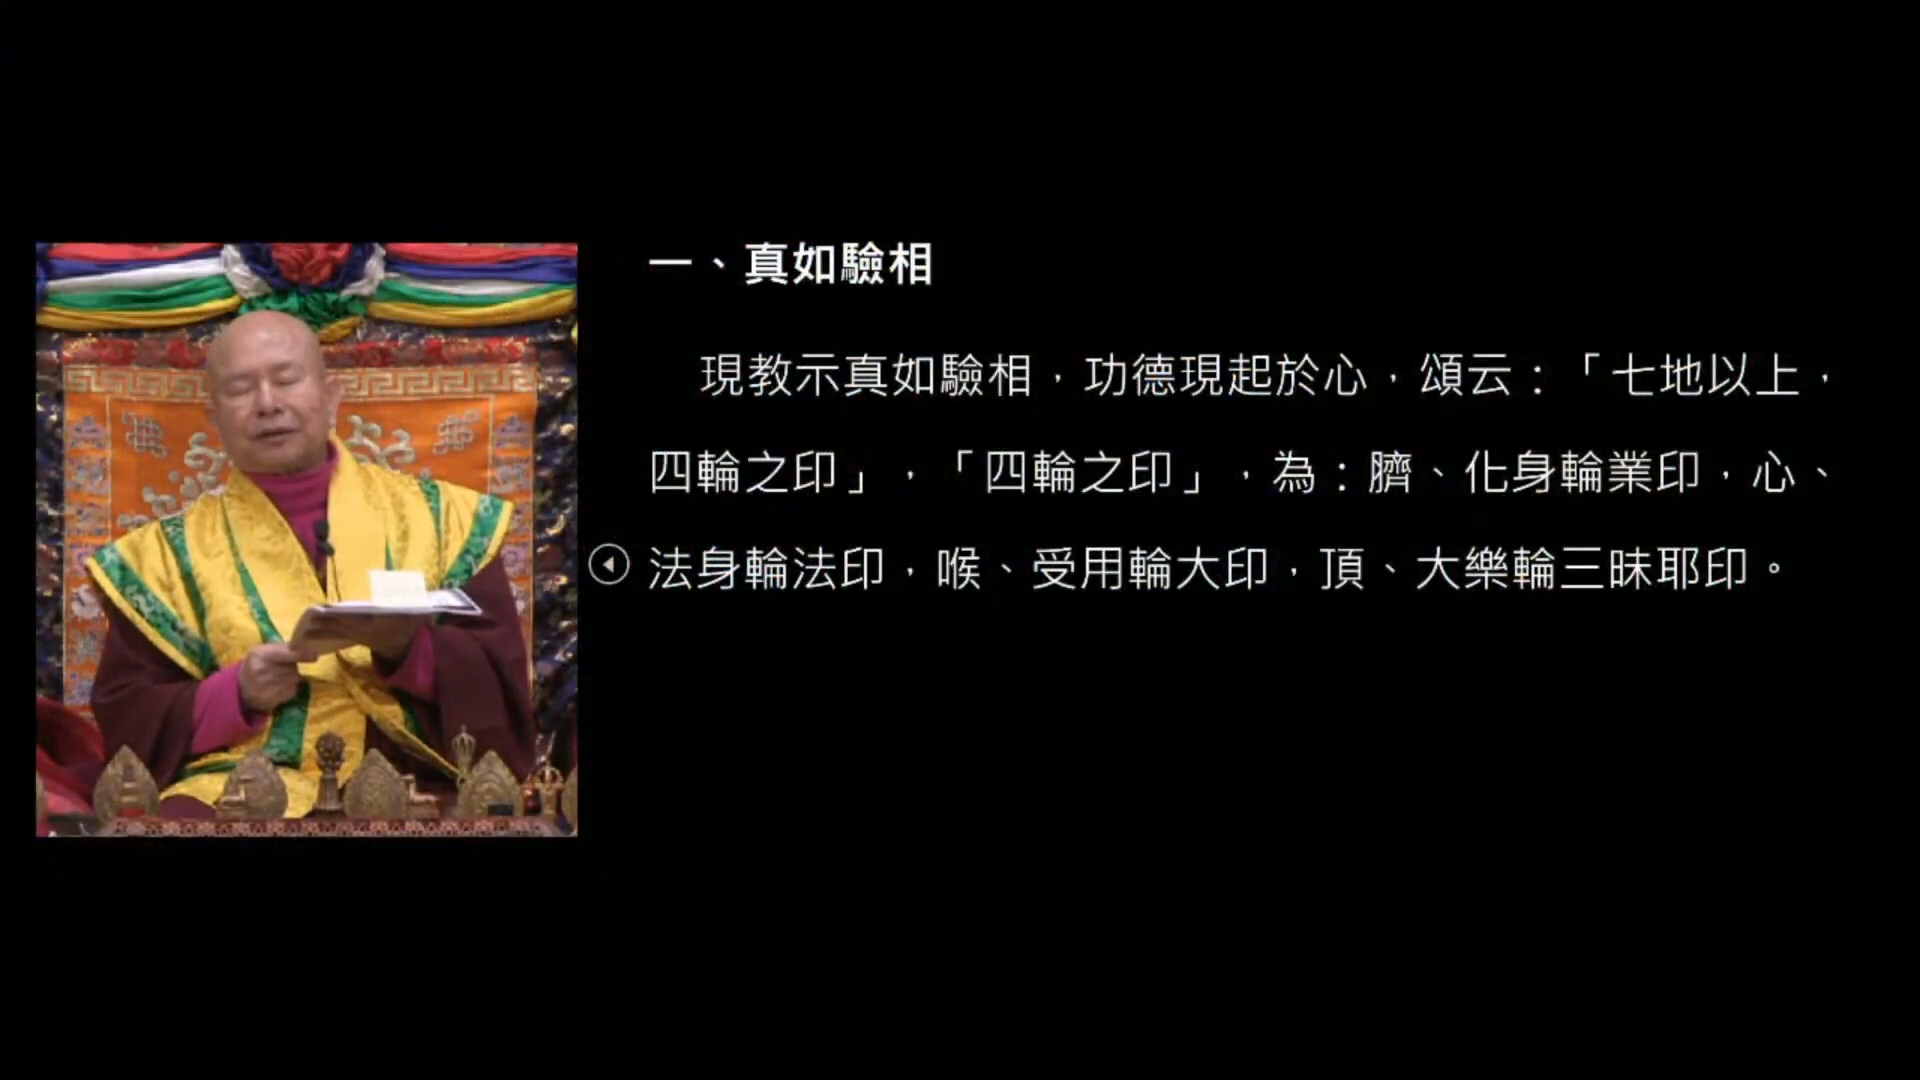 一、真如驗相
現教示真如驗相，功德現起於心，頌云：「七地以上，
四輪之印」，「四輪之印」，為：臍、化身輪業印，心、
法身輪法印，喉、受用輪大印，頂、大樂輪三昧耶印。